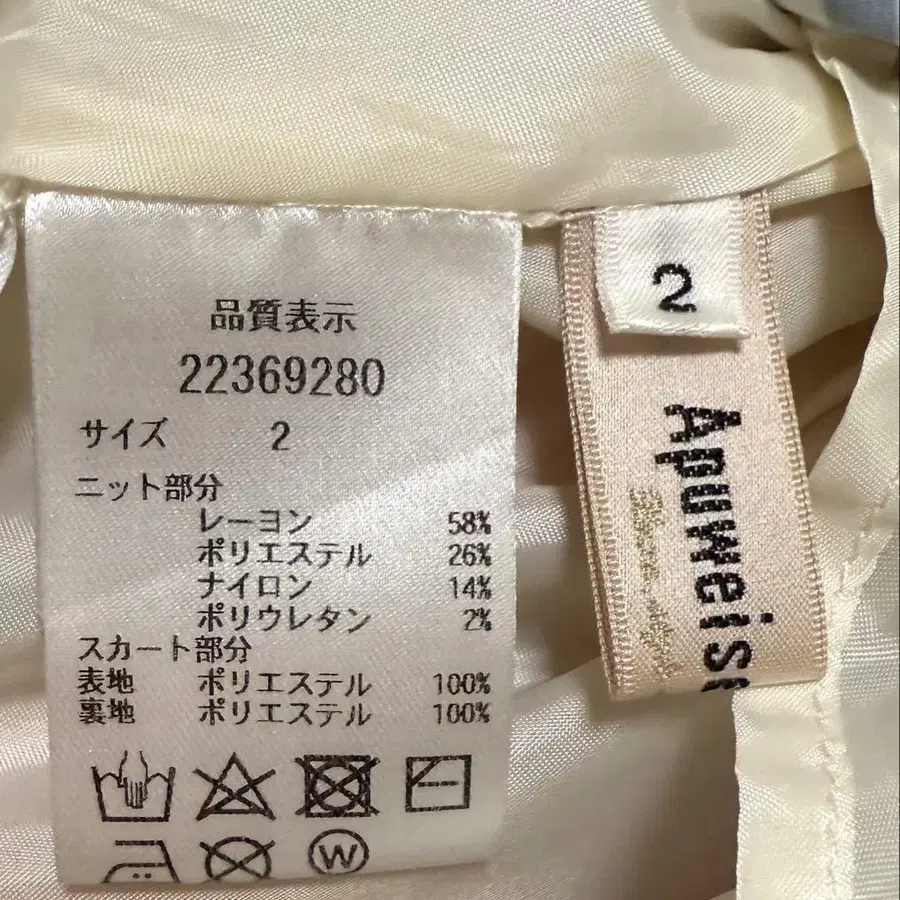 品質表示
22369280
サイズ 2
ニット部分
レーヨン 58%
ポリエステル 26%
ナイロン 14%
ポリウレタン 2%
スカート部分
表地 ポリエステル 100%
裏地 ポリエステル 100%
W
2
Apuweis